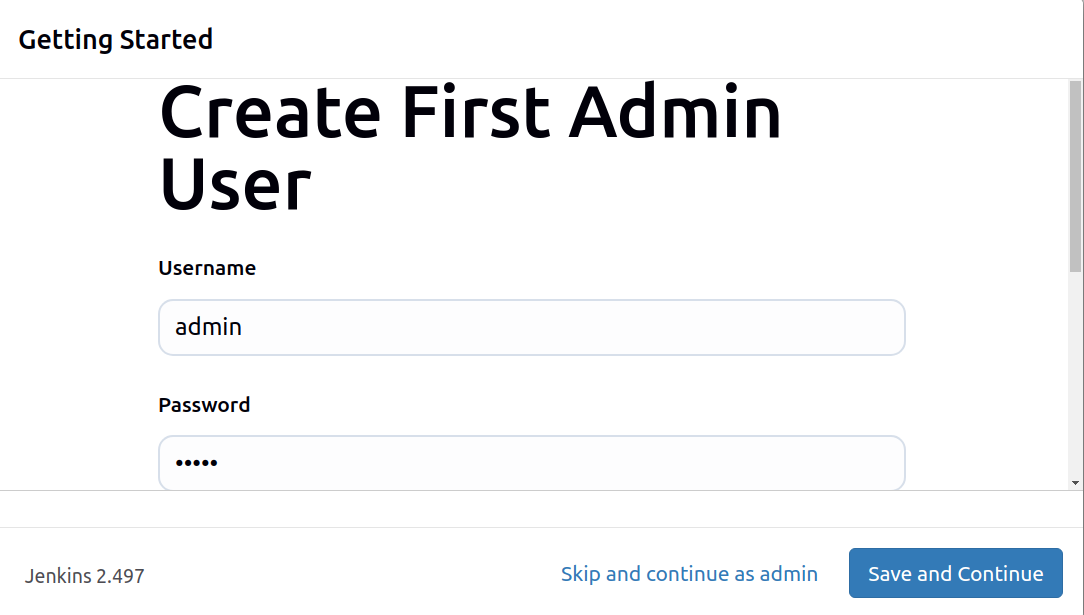 Getting Started
Create First Admin
User
Username
admin
Password
•••••
Jenkins 2.497
Skip and continue as admin
Save and Continue